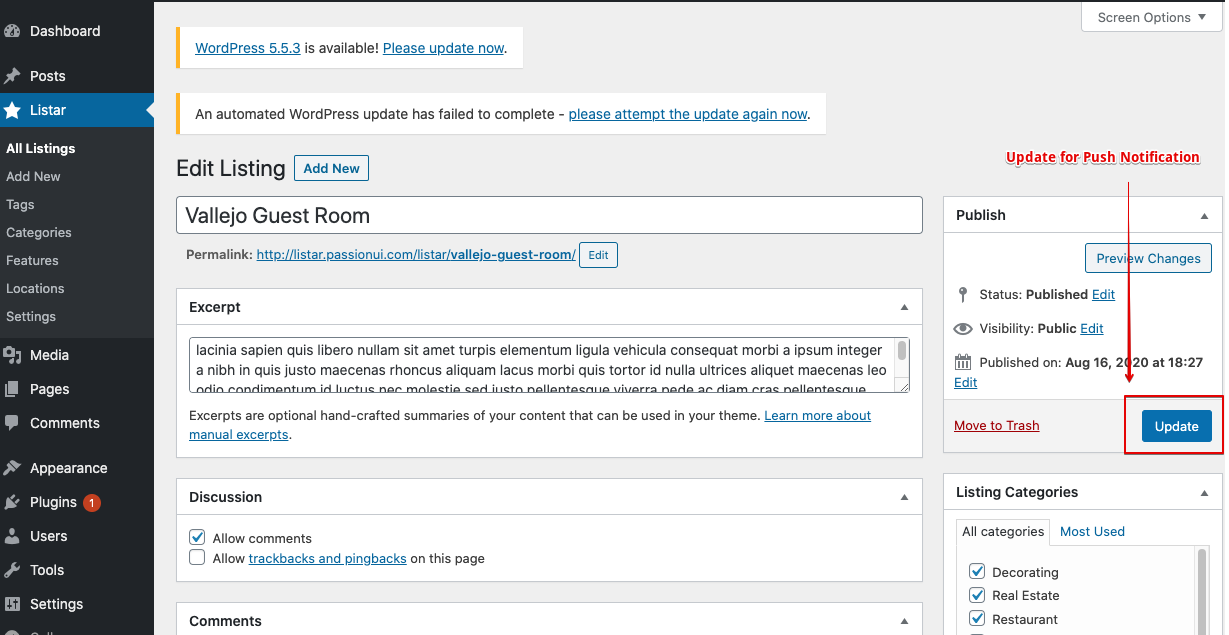 Dashboard
Posts
Listar
All Listings
Add New
Tags
Categories
Features
Locations
Settings
Media
Pages
Comments
Appearance
Plugins 1
Users
Tools
Settings
Screen Options ▼
WordPress 5.5.3 is available! Please update now.
An automated WordPress update has failed to complete - please attempt the update again now.
Edit Listing Add New
Vallejo Guest Room
Permalink: http://listar.passionui.com/listar/vallejo-guest-room/ Edit
Excerpt
lacinia sapien quis libero nullam sit amet turpis elementum ligula vehicula consequat morbi a ipsum integer
a nibh in quis justo maecenas rhoncus aliquam lacus morbi quis tortor id nulla ultrices aliquet maecenas leo
odio condimentum id luctus nec molestie sed justo pellentesque viverra pede ac diam cras pellentesque
Excerpts are optional hand-crafted summaries of your content that can be used in your theme. Learn more about
manual excerpts.
Discussion
Allow comments
Allow trackbacks and pingbacks on this page
Comments
Update for Push Notification
Publish
Preview Changes
Status: Published Edit
Visibility: Public Edit
Published on: Aug 16, 2020 at 18:27
Edit
Move to Trash Update
Listing Categories
All categories Most Used
Decorating
Real Estate
Restaurant